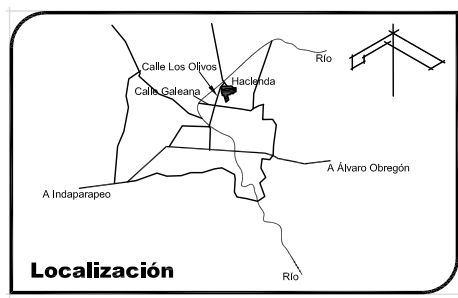 Río
Calle Los Olivos
Hacienda
Calle Galeana
A Álvaro Obregón
A Indaparapeo
Localización
Río